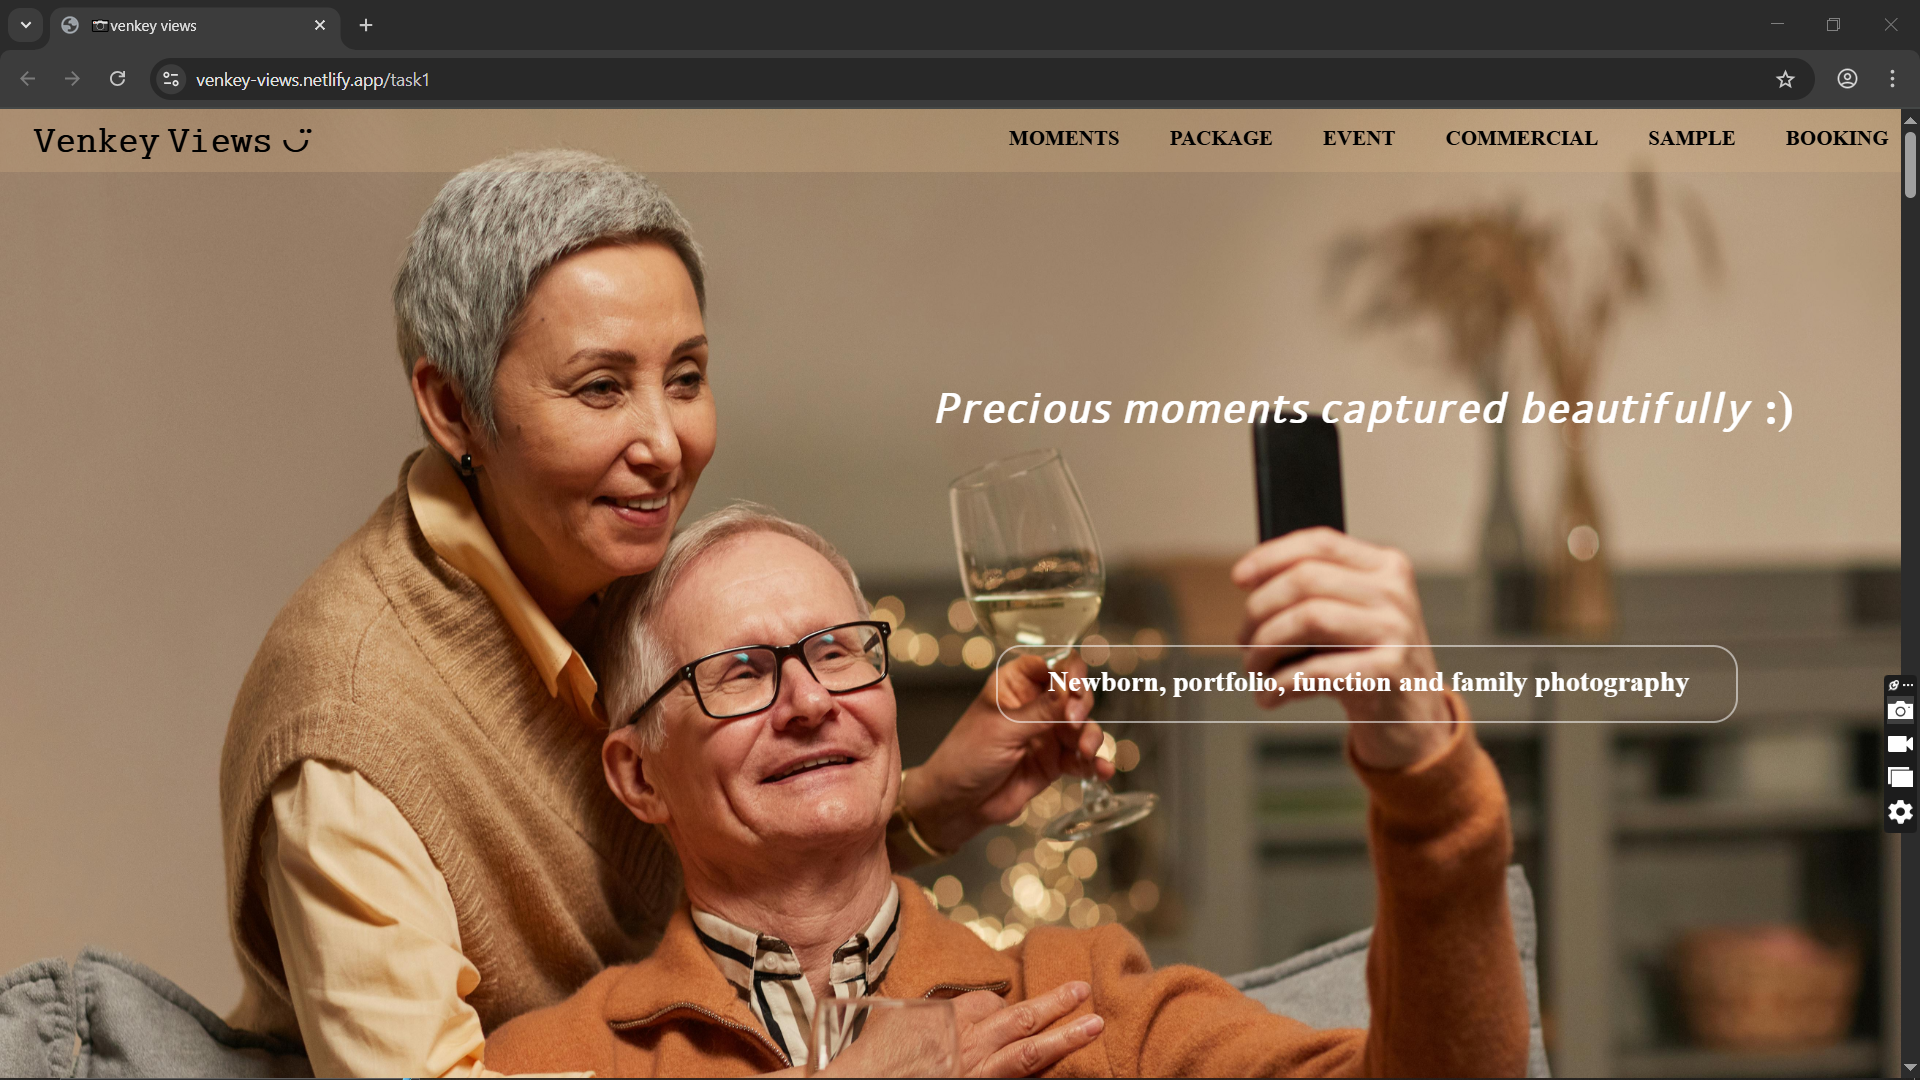 venkey views
venkey-views.netlify.app/task1
Venkey Views
MOMENTS PACKAGE EVENT COMMERCIAL SAMPLE BOOKING
Precious moments captured beautifully :)
Newborn, portfolio, function and family photography